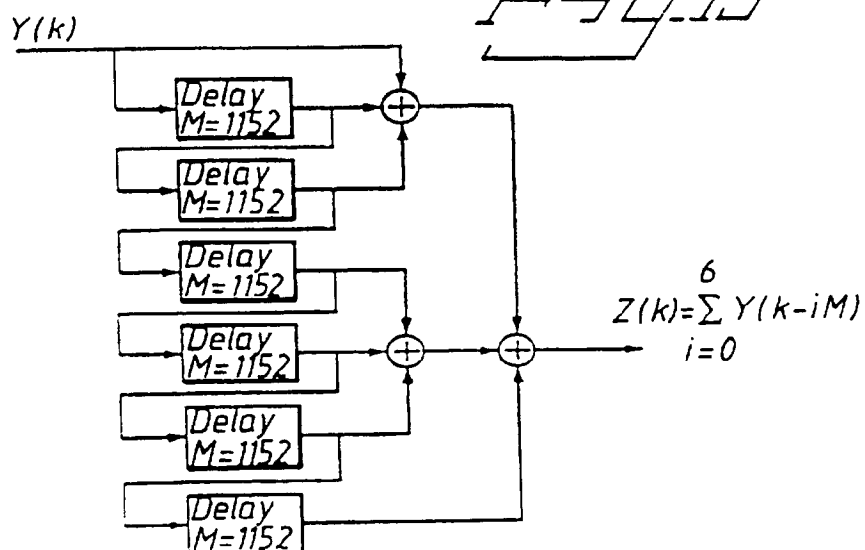 Y(k)
Delay
M=1152
Delay
M=1152
Delay
M=1152
Delay
M=1152
Delay
M=1152
Delay
M=1152
6
Z(k)=∑ Y(k-iM)
i=0